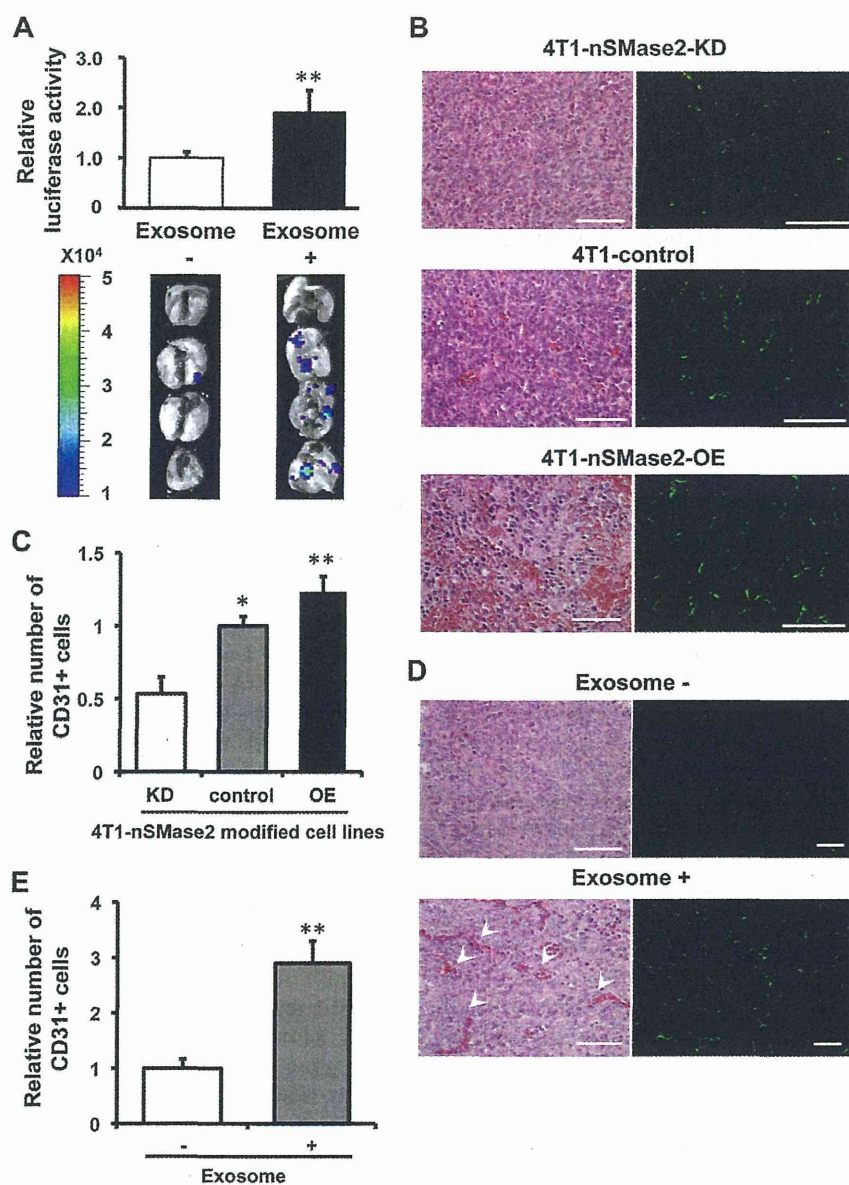 A
Relative
luciferase activity
3.0
2.0
1.0
0
**
Exosome
-
Exosome
+
X10⁴
5
4
3
2
1
B
4T1-nSMase2-KD
4T1-control
4T1-nSMase2-OE
C
Relative number of
CD31+ cells
1.5
1
0.5
0
*
**
KD control OE
4T1-nSMase2 modified cell lines
D
Exosome -
Exosome +
E
Relative number of
CD31+ cells
4
3
2
1
0
**
- +
Exosome